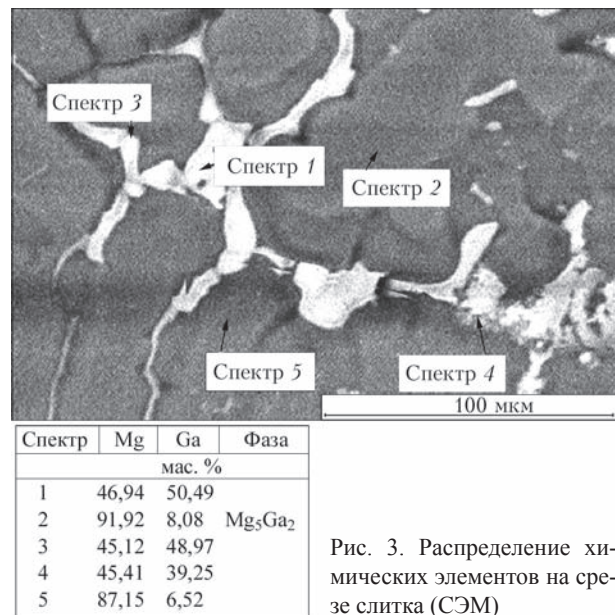 Спектр 3
Спектр 1
Спектр 2
Спектр 5
Спектр 4
100 мкм
Спектр Mg Ga Фаза
мас. %
1 46,94 50,49
2 91,92 8,08 Mg₅Ga₂
3 45,12 48,97
4 45,41 39,25
5 87,15 6,52
Рис. 3. Распределение хи-
мических элементов на сре-
зе слитка (СЭМ)